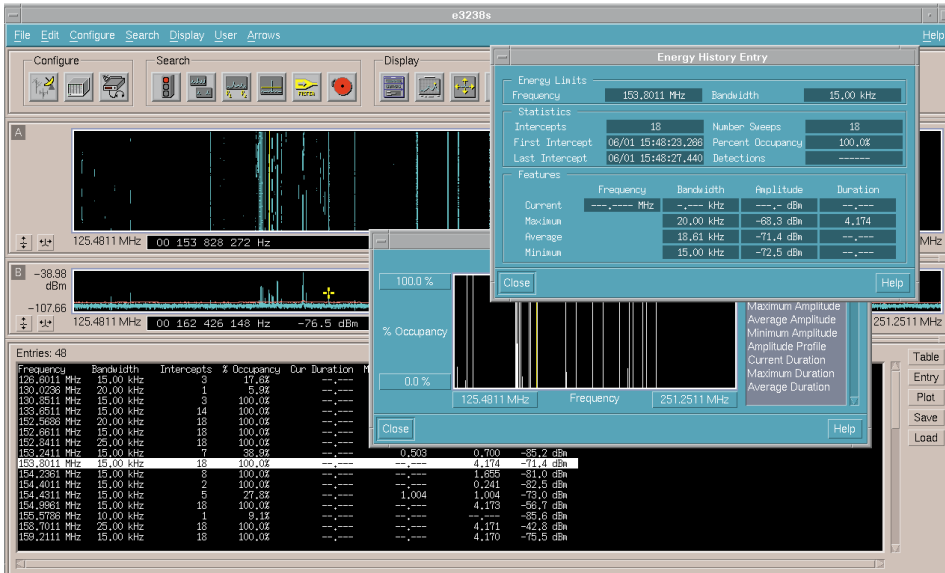 e3238s
File Edit Configure Search Display User Arrows Help
Configure Search Display
Energy History Entry
Energy Limits
Frequency 153.8011 MHz Bandwidth 15.00 kHz
Statistics
Intercepts 18 Number Sweeps 18
First Intercept 06/01 15:48:23.266 Percent Occupancy 100.0%
Last Intercept 06/01 15:48:27.440 Detections ------
Features
Frequency Bandwidth Amplitude Duration
Current ---.---- MHz -.--- kHz ---.- dBm --.---
Maximum 20.00 kHz -68.3 dBm 4.174
Average 18.61 kHz -71.4 dBm --.---
Minimum 15.00 kHz -72.5 dBm --.---
Close Help
A
125.4811 MHz 00 153 828 272 Hz MHz
B -38.98
dBm
-107.66
125.4811 MHz 00 162 426 148 Hz -76.5 dBm 251.2511 MHz
100.0 %
% Occupancy
0.0 %
125.4811 MHz Frequency 251.2511 MHz
Maximum Amplitude
Average Amplitude
Minimum Amplitude
Amplitude Profile
Current Duration
Maximum Duration
Average Duration
Close Help
Entries: 48
Frequency Bandwidth Intercepts % Occupancy Cur Duration M
126.6011 MHz 15.00 kHz 3 17.6% --.---
130.0236 MHz 20.00 kHz 1 5.9% --.---
130.8511 MHz 15.00 kHz 3 100.0% --.---
133.6511 MHz 15.00 kHz 14 100.0% --.---
152.5686 MHz 20.00 kHz 18 100.0% --.---
152.6611 MHz 15.00 kHz 18 100.0% --.---
152.8411 MHz 25.00 kHz 18 100.0% --.---
153.2411 MHz 15.00 kHz 7 38.9% --.--- 0.503 0.700 -85.2 dBm
153.8011 MHz 15.00 kHz 18 100.0% --.--- --.--- 4.174 -71.4 dBm
154.2361 MHz 15.00 kHz 8 100.0% --.--- --.--- 1.655 -81.0 dBm
154.4011 MHz 15.00 kHz 2 100.0% --.--- --.--- 0.241 -82.5 dBm
154.4311 MHz 15.00 kHz 5 27.8% --.--- 1.004 1.004 -73.0 dBm
154.9961 MHz 15.00 kHz 18 100.0% --.--- --.--- 4.173 -56.7 dBm
155.5786 MHz 10.00 kHz 1 9.1% --.--- --.--- --.--- -85.6 dBm
158.7011 MHz 25.00 kHz 18 100.0% --.--- --.--- 4.171 -42.8 dBm
159.2111 MHz 15.00 kHz 18 100.0% --.--- --.--- 4.170 -75.5 dBm
Table
Entry
Plot
Save
Load